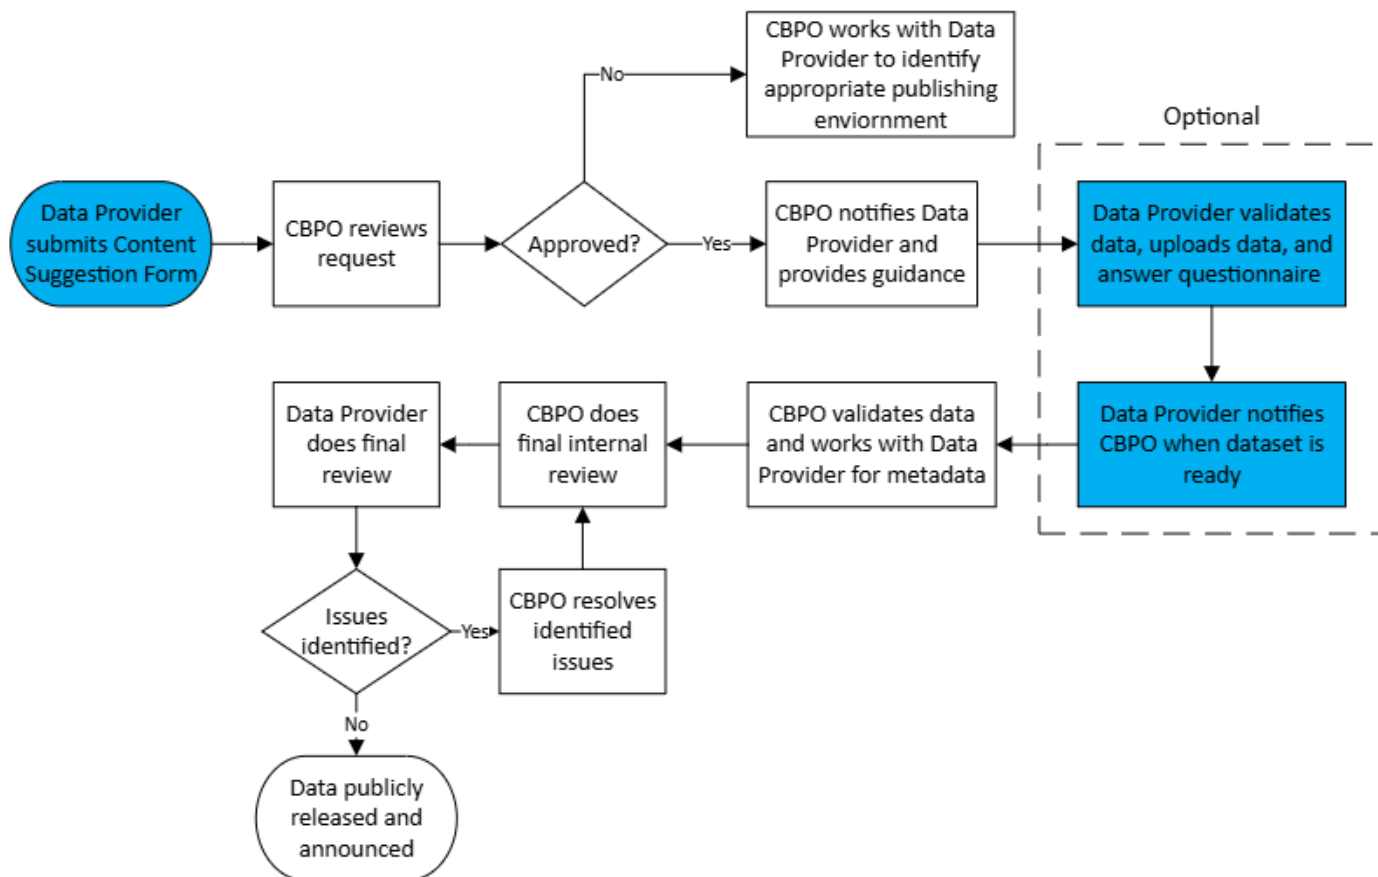 CBPO works with Data
Provider to identify
appropriate publishing
enviornment
No
Optional
Data Provider
submits Content
Suggestion Form
CBPO reviews
request
Approved?
Yes
CBPO notifies Data
Provider and
provides guidance
Data Provider validates
data, uploads data, and
answer questionnaire
Data Provider
does final
review
CBPO does
final internal
review
CBPO validates data
and works with Data
Provider for metadata
Data Provider notifies
CBPO when dataset is
ready
Issues
identified?
Yes
CBPO resolves
identified
issues
No
Data publicly
released and
announced